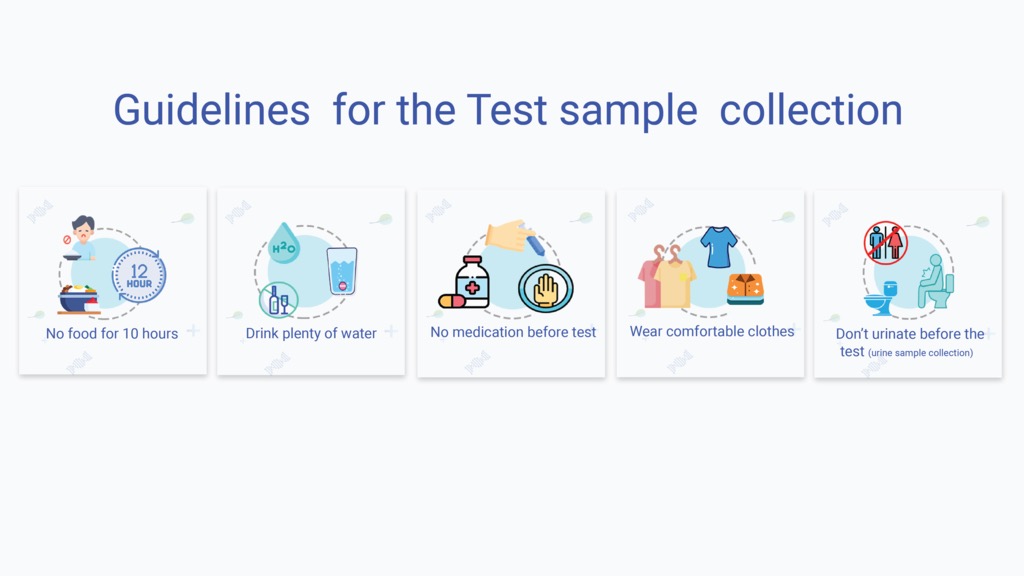 Guidelines for the Test sample collection
12
HOUR
No food for 10 hours
H2O
Drink plenty of water
No medication before test
Wear comfortable clothes
Don't urinate before the
test (urine sample collection)